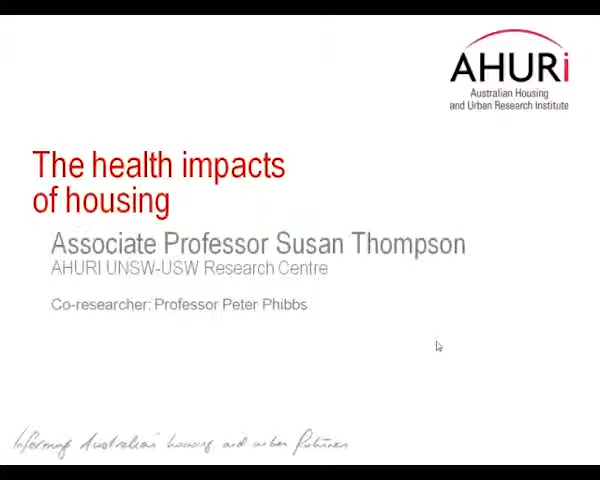 AHURi
Australian Housing
and Urban Research Institute
The health impacts
of housing
Associate Professor Susan Thompson
AHURI UNSW-USW Research Centre
Co-researcher: Professor Peter Phibbs
Informing Australia's housing and urban futures